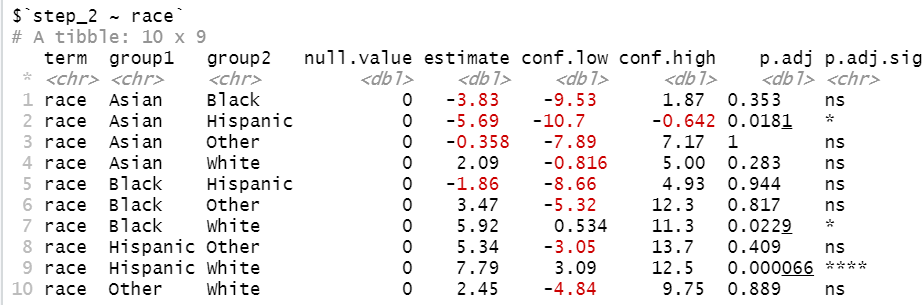 $`step_2 ~ race`
# A tibble: 10 x 9
term group1 group2 null.value estimate conf.low conf.high p.adj p.adj.sig
* <chr> <chr> <chr> <dbl> <dbl> <dbl> <dbl> <dbl> <chr>
1 race Asian Black 0 -3.83 -9.53 1.87 0.353 ns
2 race Asian Hispanic 0 -5.69 -10.7 -0.642 0.0181 *
3 race Asian Other 0 -0.358 -7.89 7.17 1 ns
4 race Asian White 0 2.09 -0.816 5.00 0.283 ns
5 race Black Hispanic 0 -1.86 -8.66 4.93 0.944 ns
6 race Black Other 0 3.47 -5.32 12.3 0.817 ns
7 race Black White 0 5.92 0.534 11.3 0.0229 *
8 race Hispanic Other 0 5.34 -3.05 13.7 0.409 ns
9 race Hispanic White 0 7.79 3.09 12.5 0.000066 ****
10 race Other White 0 2.45 -4.84 9.75 0.889 ns